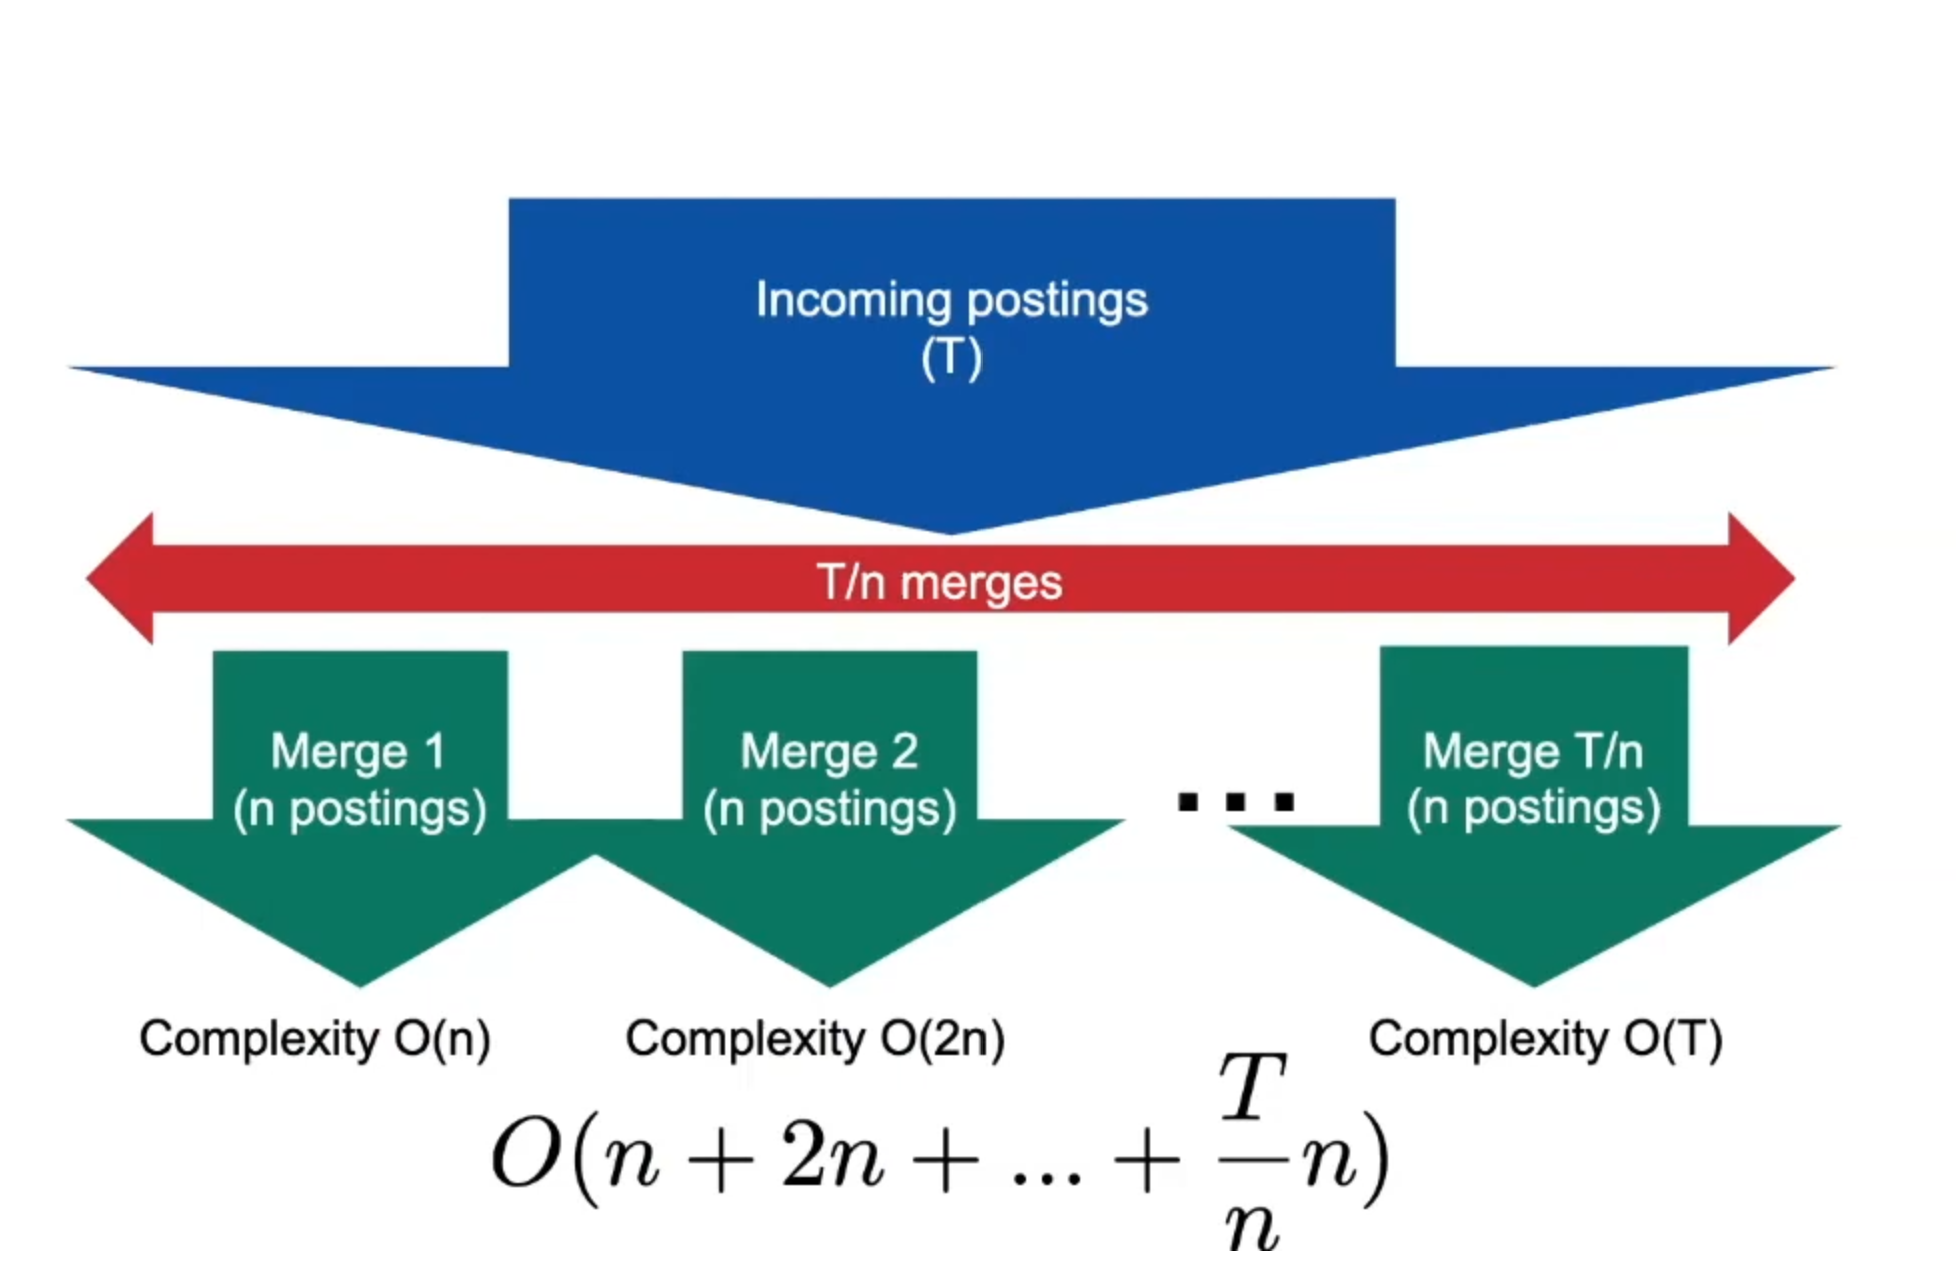 Incoming postings
(T)
T/n merges
Merge 1
(n postings)
Merge 2
(n postings)
...
Merge T/n
(n postings)
Complexity O(n)
Complexity O(2n)
Complexity O(T)
O(n + 2n + ... + \frac{T}{n}n)